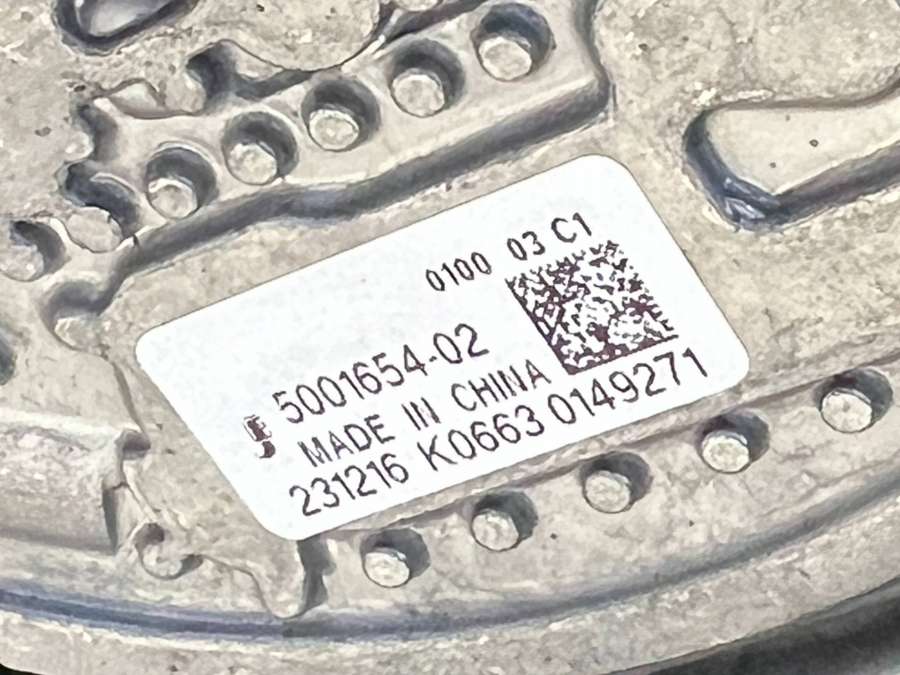 0100 03 C1
5001654-02
MADE IN CHINA
231216 K0663 0149271